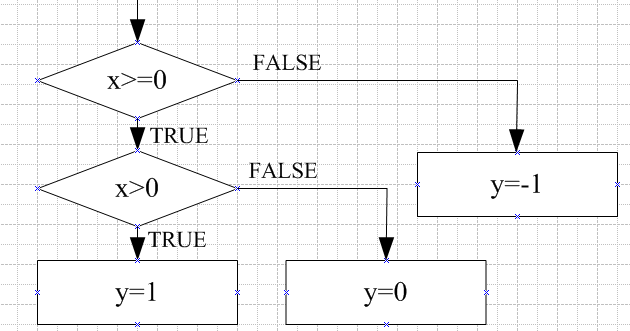 FALSE
x>=0
TRUE
FALSE
x>0
y=-1
TRUE
y=1
y=0